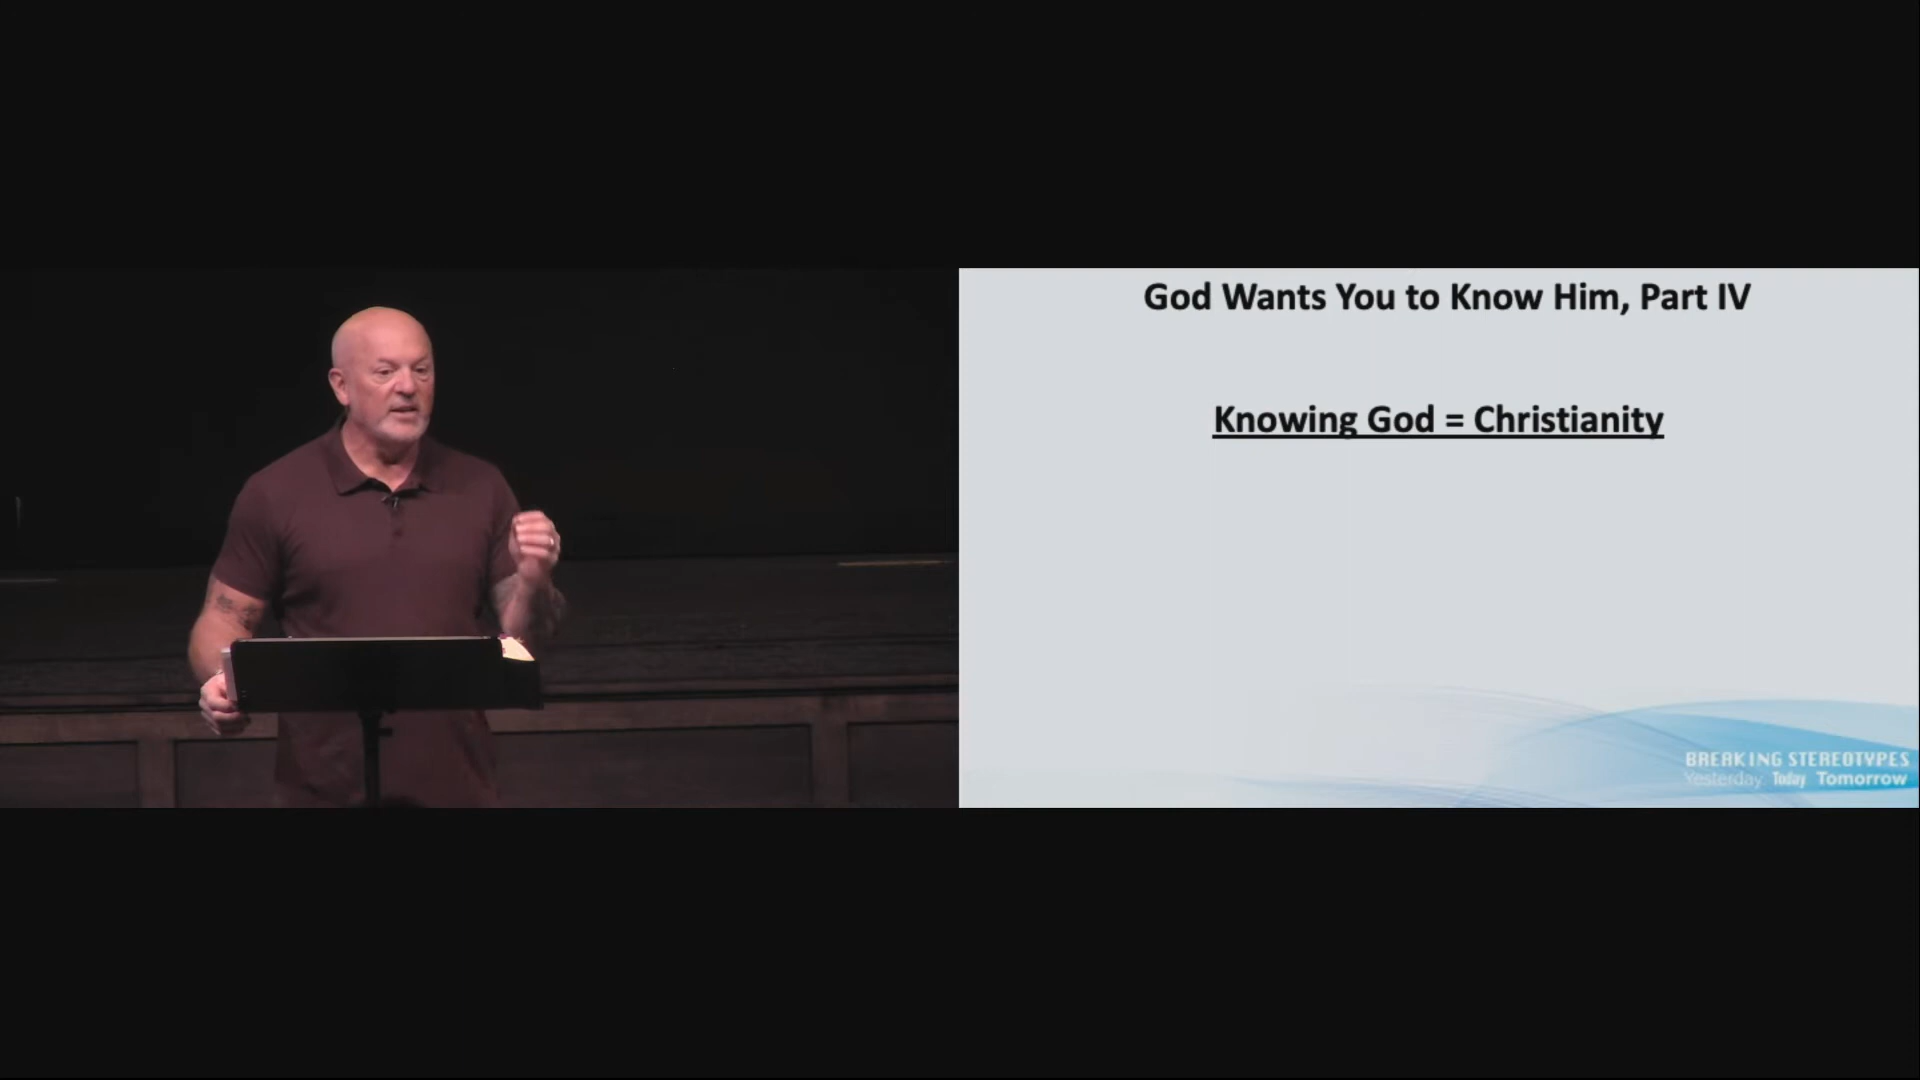 God Wants You to Know Him, Part IV
Knowing God = Christianity
BREAKING STEREOTYPES
Yesterday Today Tomorrow